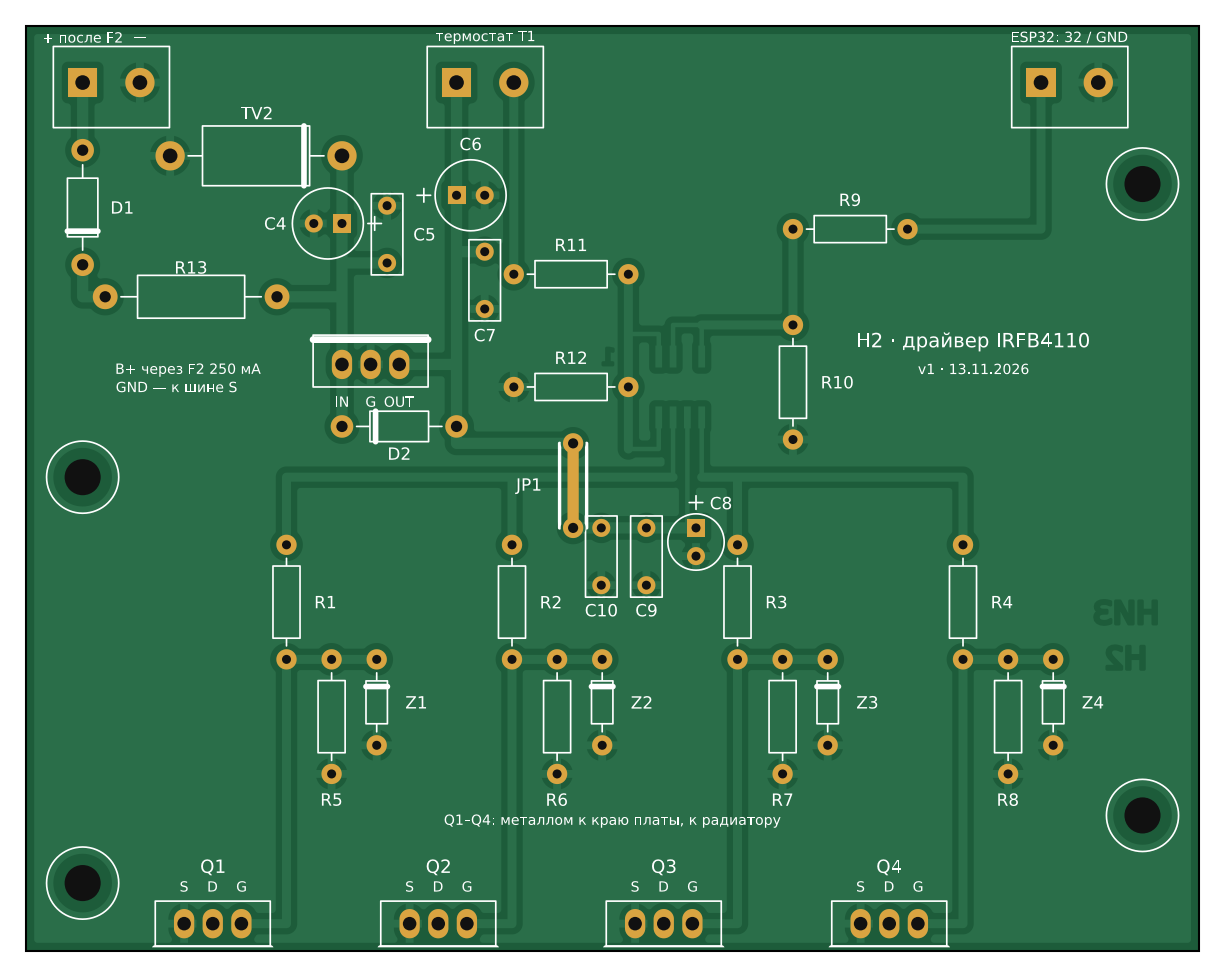 + после F2 —
термостат T1
ESP32: 32 / GND
TV2
C6
D1
C4
+
+
C5
R9
R13
R11
C7
H2 · драйвер IRFB4110
v1 · 13.11.2026
B+ через F2 250 мА
GND — к шине S
1
R12
R10
IN G OUT
D2
JP1
+ C8
R1
R2
C10
C9
R3
R4
HN3
H2
Z1
Z2
Z3
Z4
R5
R6
R7
R8
Q1–Q4: металлом к краю платы, к радиатору
Q1
Q2
Q3
Q4
S D G
S D G
S D G
S D G